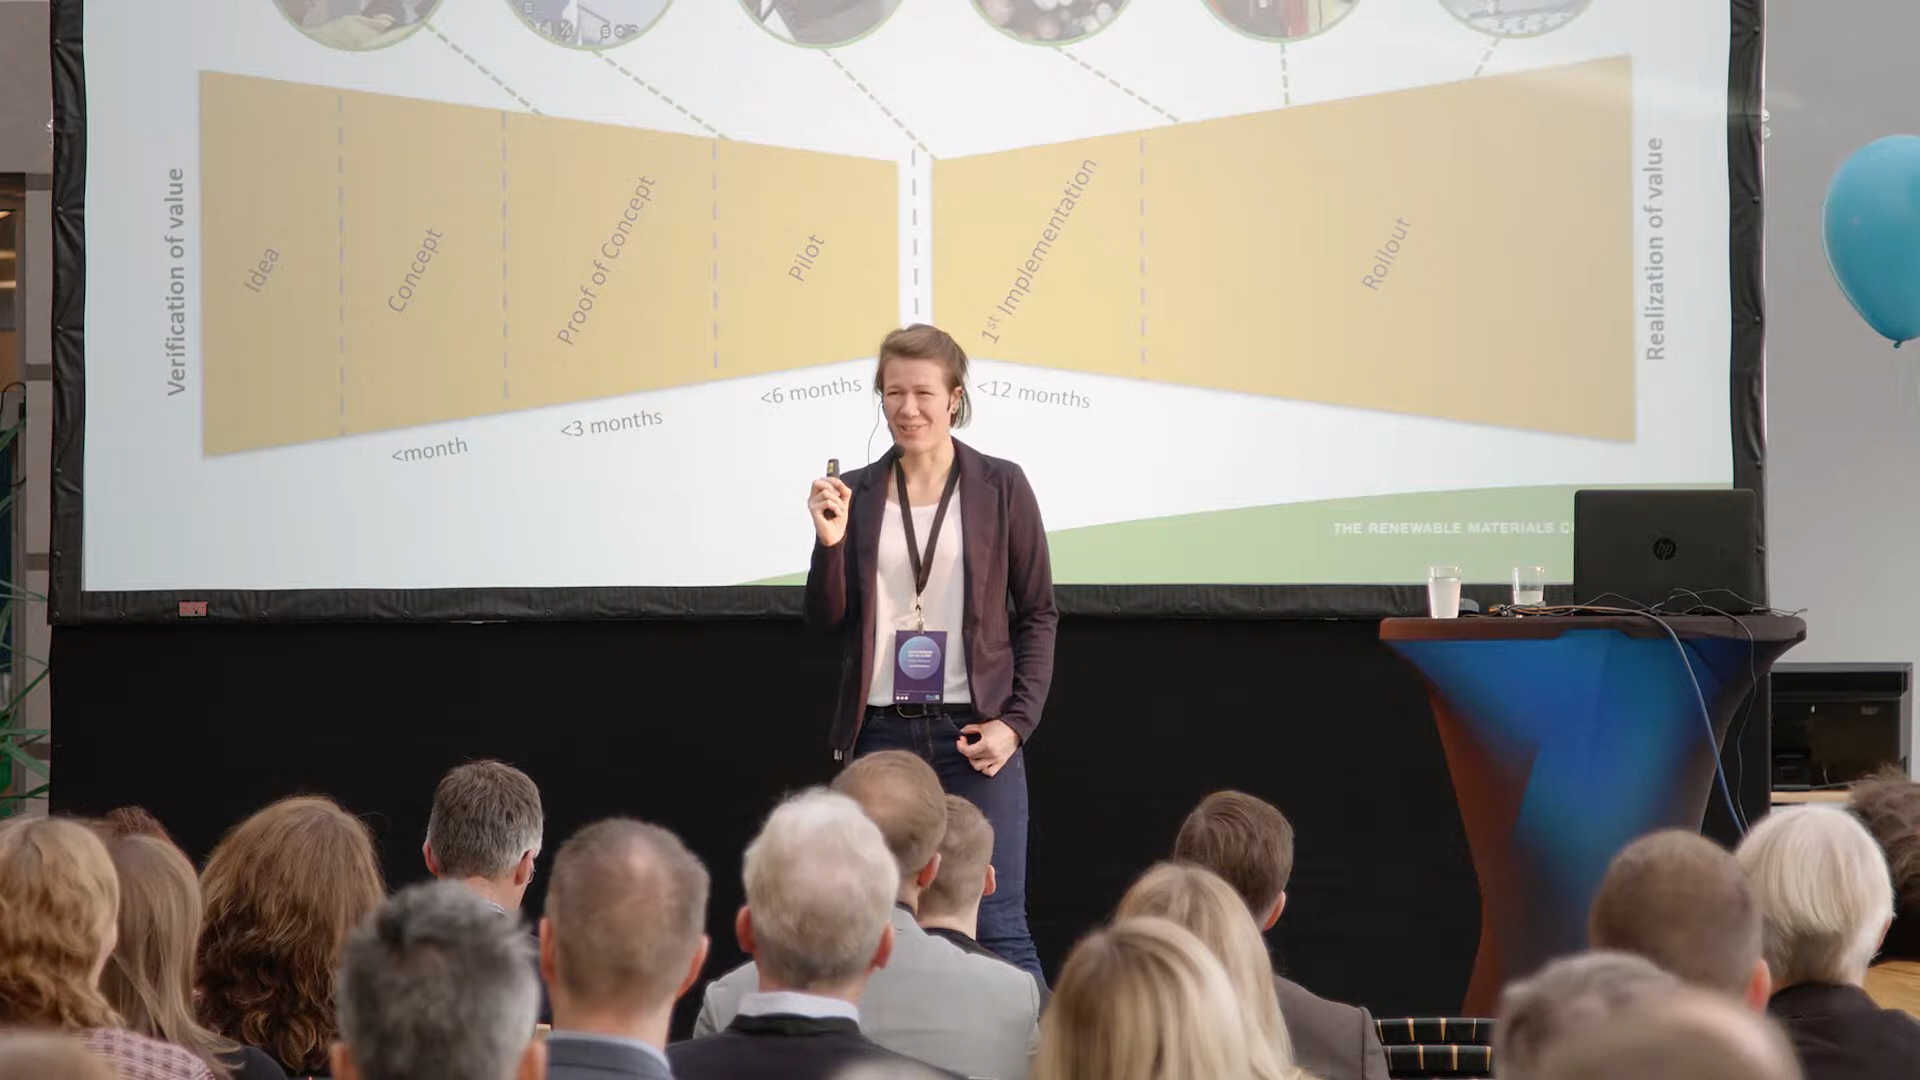 Verification of value
Idea
Concept
Proof of Concept
Pilot
1st Implementation
Rollout
Realization of value
<month
<3 months
<6 months
<12 months
THE RENEWABLE MATERIALS
hp